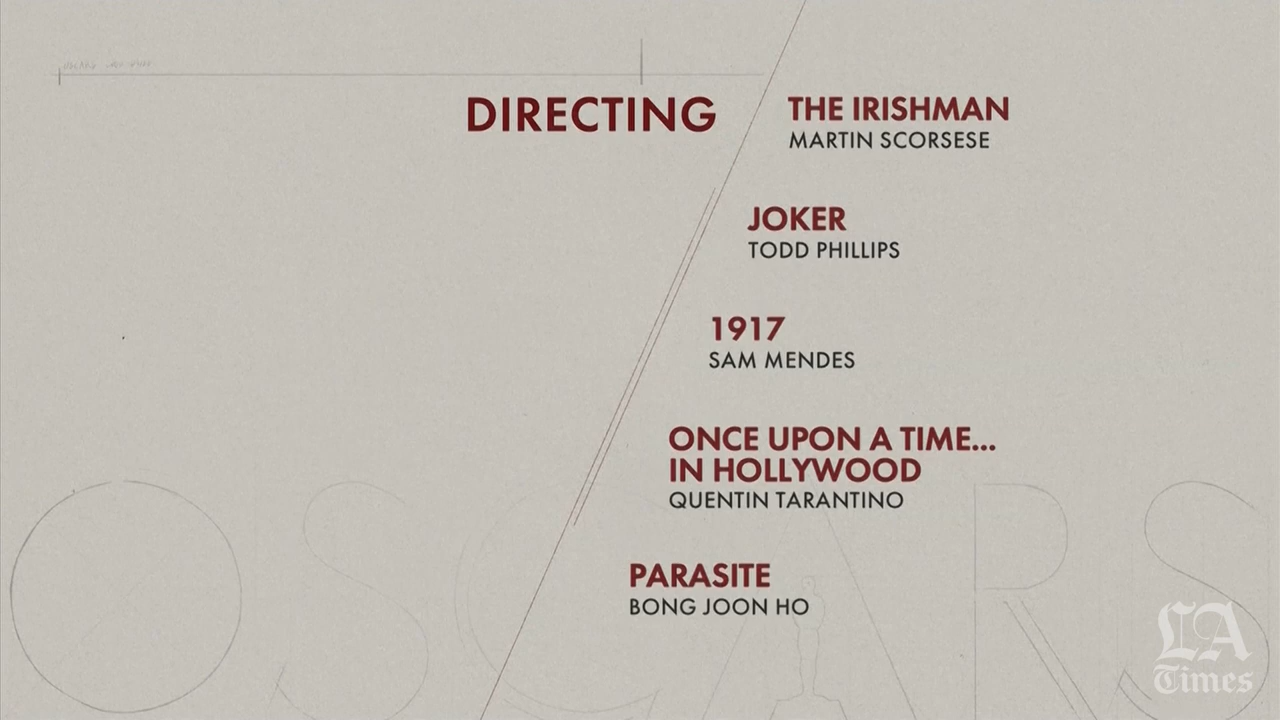 DIRECTING
THE IRISHMAN
MARTIN SCORSESE
JOKER
TODD PHILLIPS
1917
SAM MENDES
ONCE UPON A TIME...
IN HOLLYWOOD
QUENTIN TARANTINO
PARASITE
BONG JOON HO
OSCARS
LA
Times